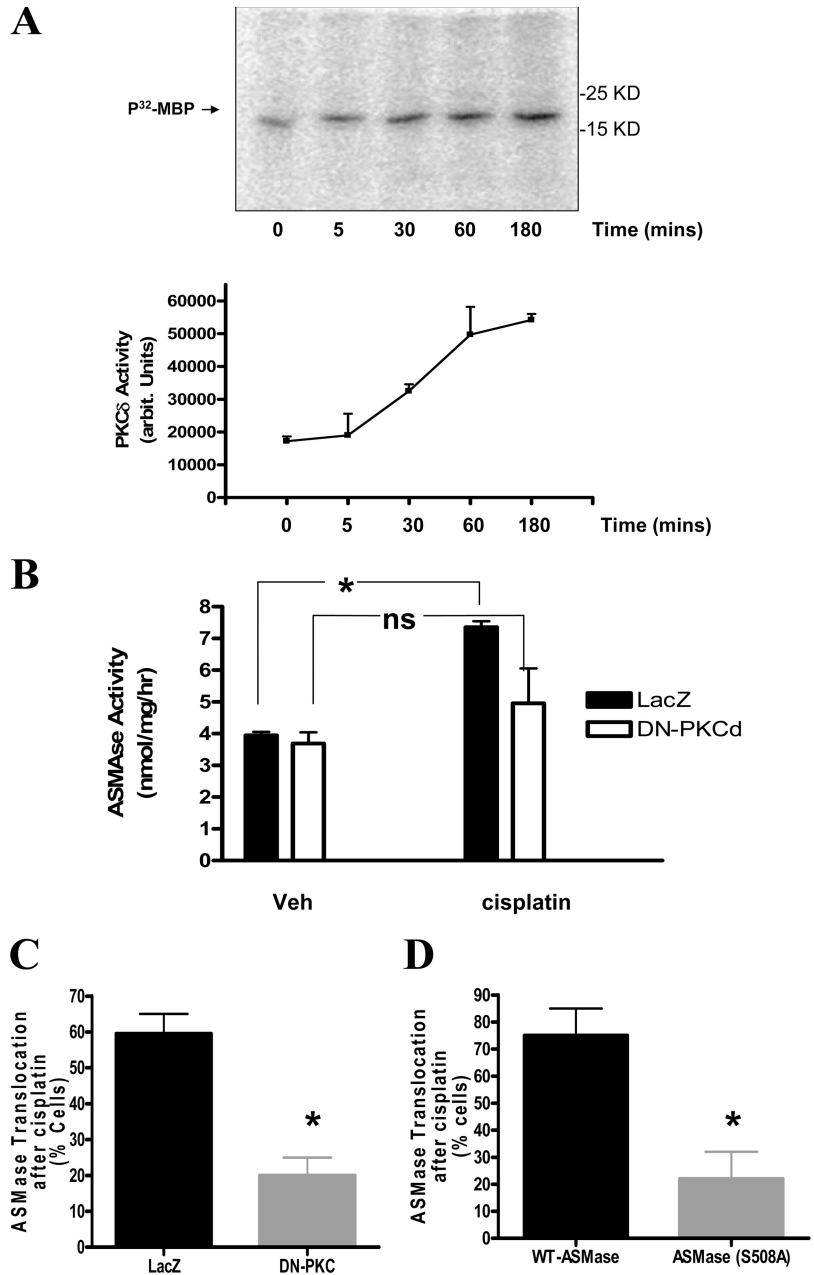 A
P32-MBP →
-25 KD
-15 KD
0 5 30 60 180 Time (mins)
PKCδ Activity
(arbit. Units)
60000
50000
40000
30000
20000
10000
0
0 5 30 60 180 Time (mins)
B
*
ns
ASMAse Activity
(nmol/mg/hr)
8
7
6
5
4
3
2
1
0
LacZ
DN-PKCd
Veh cisplatin
C
ASMase Translocation
after cisplatin
(% Cells)
70
60
50
40
30
20
10
0
*
LacZ DN-PKC
D
ASMase Translocation
after cisplatin
(% cells)
90
80
70
60
50
40
30
20
10
0
*
WT-ASMase ASMase (S508A)